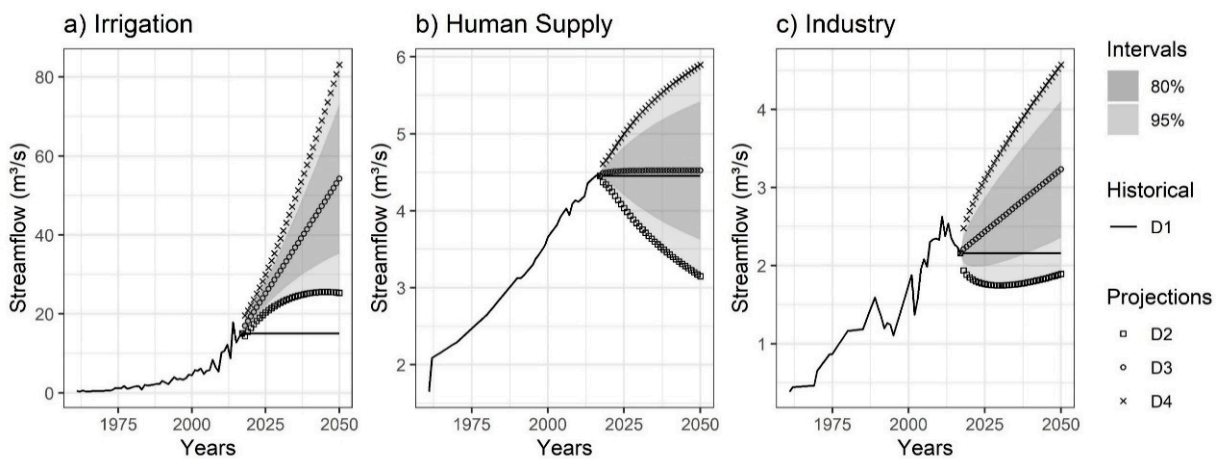 a) Irrigation
Streamflow (m³/s)
80
60
40
20
0
1975
2000
2025
2050
Years
b) Human Supply
Streamflow (m³/s)
6
5
4
3
2
1975
2000
2025
2050
Years
c) Industry
Streamflow (m³/s)
4
3
2
1
1975
2000
2025
2050
Years
Intervals
80%
95%
Historical
D1
Projections
D2
D3
D4